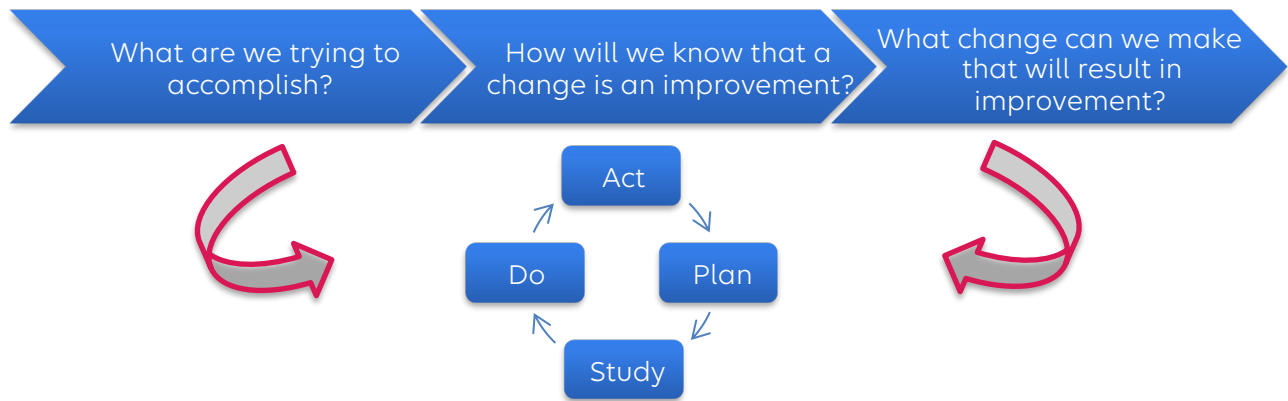 What are we trying to
accomplish?
How will we know that a
change is an improvement?
What change can we make
that will result in
improvement?
Act
Do
Plan
Study